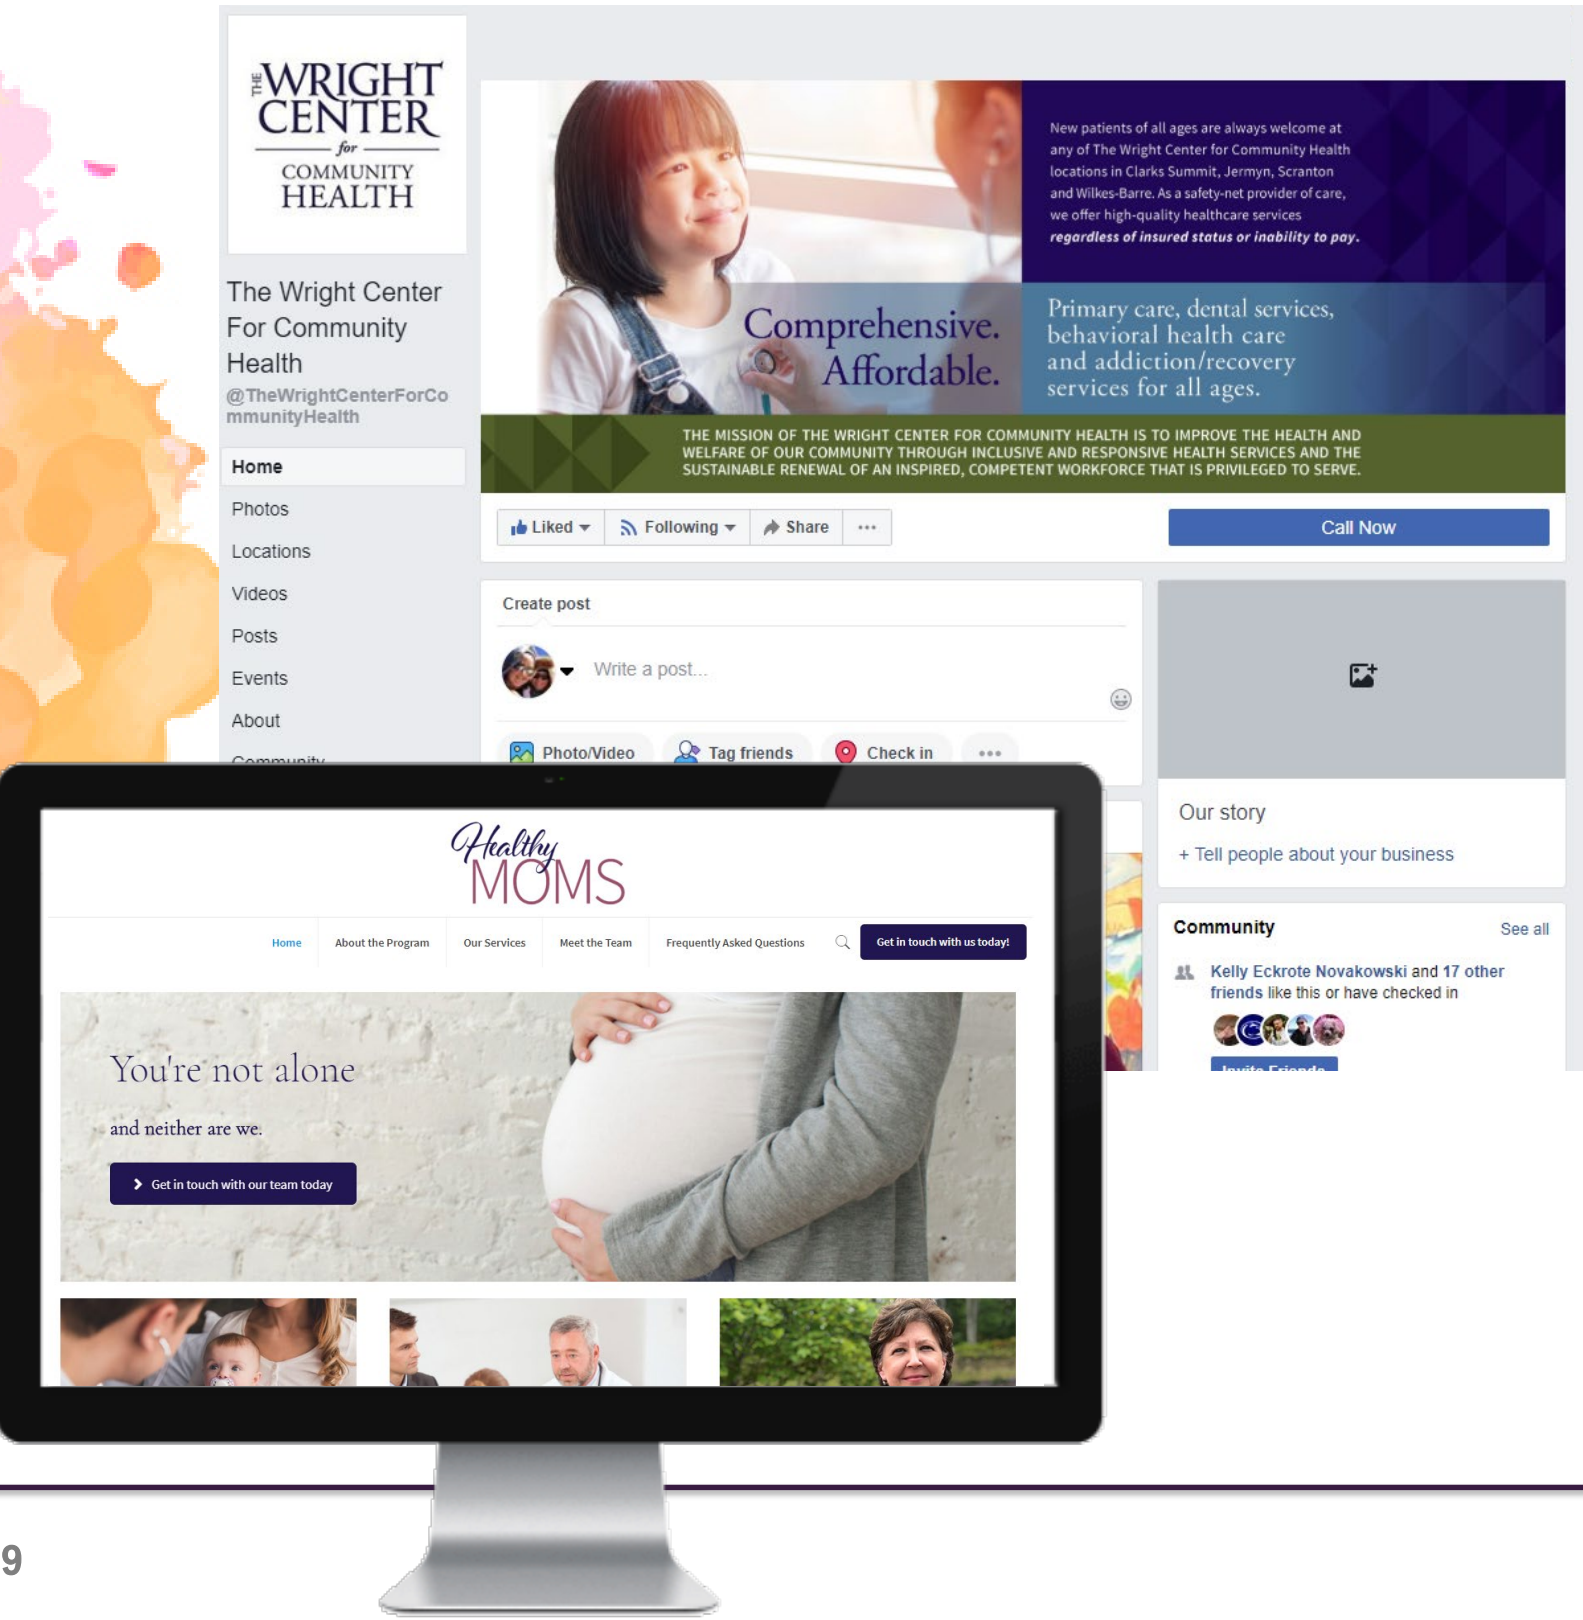 THE
WRIGHT
CENTER
for
COMMUNITY
HEALTH
The Wright Center
For Community
Health
@TheWrightCenterForCo
mmunityHealth
Home
Photos
Locations
Videos
Posts
Events
About
Community
New patients of all ages are always welcome at
any of The Wright Center for Community Health
locations in Clarks Summit, Jermyn, Scranton
and Wilkes-Barre. As a safety-net provider of care,
we offer high-quality healthcare services
regardless of insured status or inability to pay.
Comprehensive.
Affordable.
Primary care, dental services,
behavioral health care
and addiction/recovery
services for all ages.
THE MISSION OF THE WRIGHT CENTER FOR COMMUNITY HEALTH IS TO IMPROVE THE HEALTH AND
WELFARE OF OUR COMMUNITY THROUGH INCLUSIVE AND RESPONSIVE HEALTH SERVICES AND THE
SUSTAINABLE RENEWAL OF AN INSPIRED, COMPETENT WORKFORCE THAT IS PRIVILEGED TO SERVE.
Liked Following Share ... Call Now
Create post
Write a post...
Photo/Video Tag friends Check in ...
Our story
+ Tell people about your business
Community See all
Kelly Eckrote Novakowski and 17 other
friends like this or have checked in
Invite Friends
Healthy
MOMS
Home About the Program Our Services Meet the Team Frequently Asked Questions Get in touch with us today!
You're not alone
and neither are we.
Get in touch with our team today
9